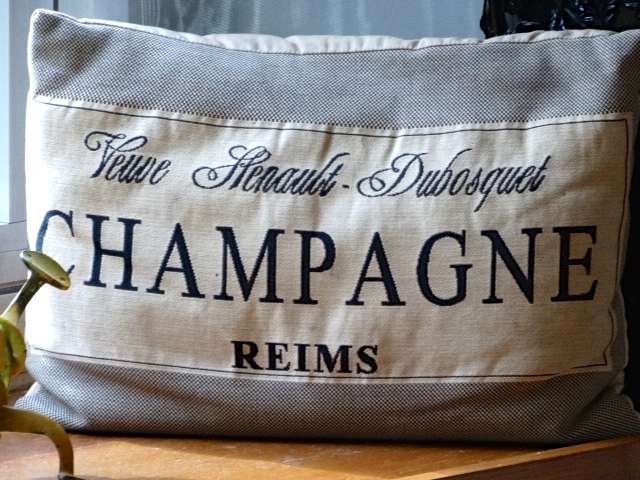 Veuve Henault-Dubosquet
CHAMPAGNE
REIMS